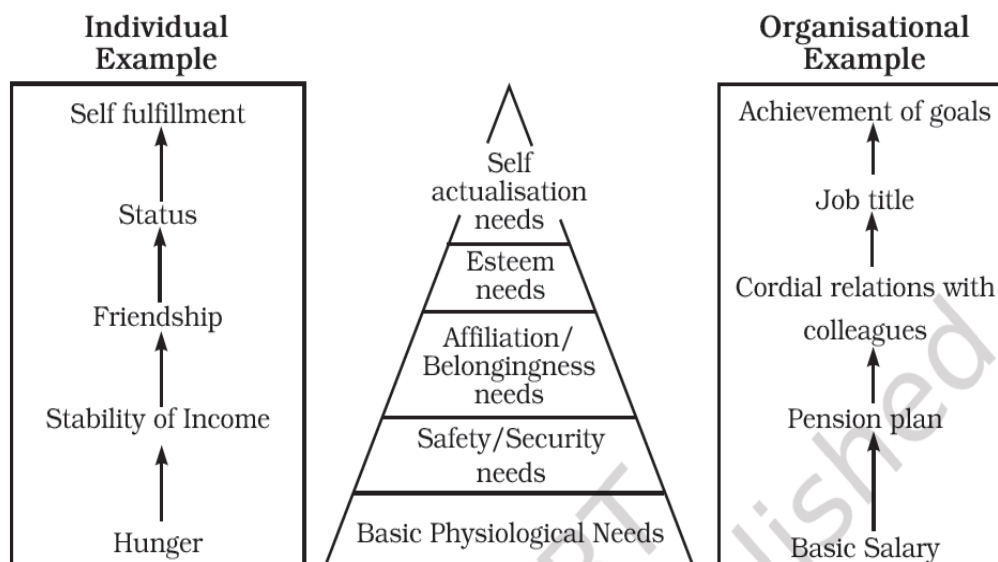 Individual
Example
Self fulfillment
Status
Friendship
Stability of Income
Hunger
Self
actualisation
needs
Esteem
needs
Affiliation/
Belongingness
needs
Safety/Security
needs
Basic Physiological Needs
Organisational
Example
Achievement of goals
Job title
Cordial relations with
colleagues
Pension plan
Basic Salary